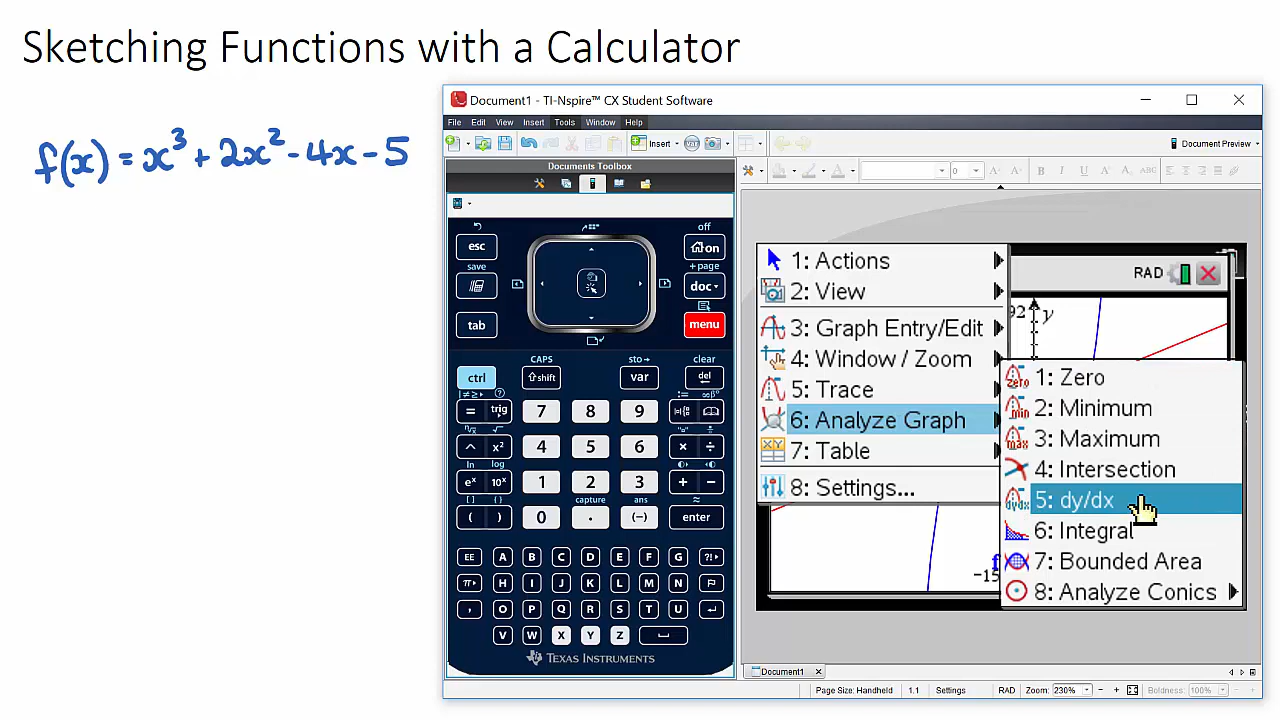 Sketching Functions with a Calculator
f(x) = x³ + 2x² - 4x - 5
Document1 - TI-Nspire™ CX Student Software
File Edit View Insert Tools Window Help
Insert
Document Preview
Documents Toolbox
0
B I U A A ABC
esc
off
on
save
+ page
doc
tab
menu
CAPS
sto→
clear
ctrl
shift
var
del
= trig 7 8 9
^ x² 4 5 6 × ÷
ln log
eˣ 10ˣ 1 2 3 + −
[ ] { } capture ans ≈
( ) 0 . (−) enter
EE A B C D E F G ?!
π H I J K L M N
, O P Q R S T U
V W X Y Z
TEXAS INSTRUMENTS
1: Actions
2: View
3: Graph Entry/Edit
4: Window / Zoom
5: Trace
6: Analyze Graph
7: Table
8: Settings...
RAD
92 y
1: Zero
2: Minimum
3: Maximum
4: Intersection
5: dy/dx
6: Integral
7: Bounded Area
8: Analyze Conics
f
-15
Document1
Page Size: Handheld 1.1 Settings RAD Zoom: 230% Boldness: 100%